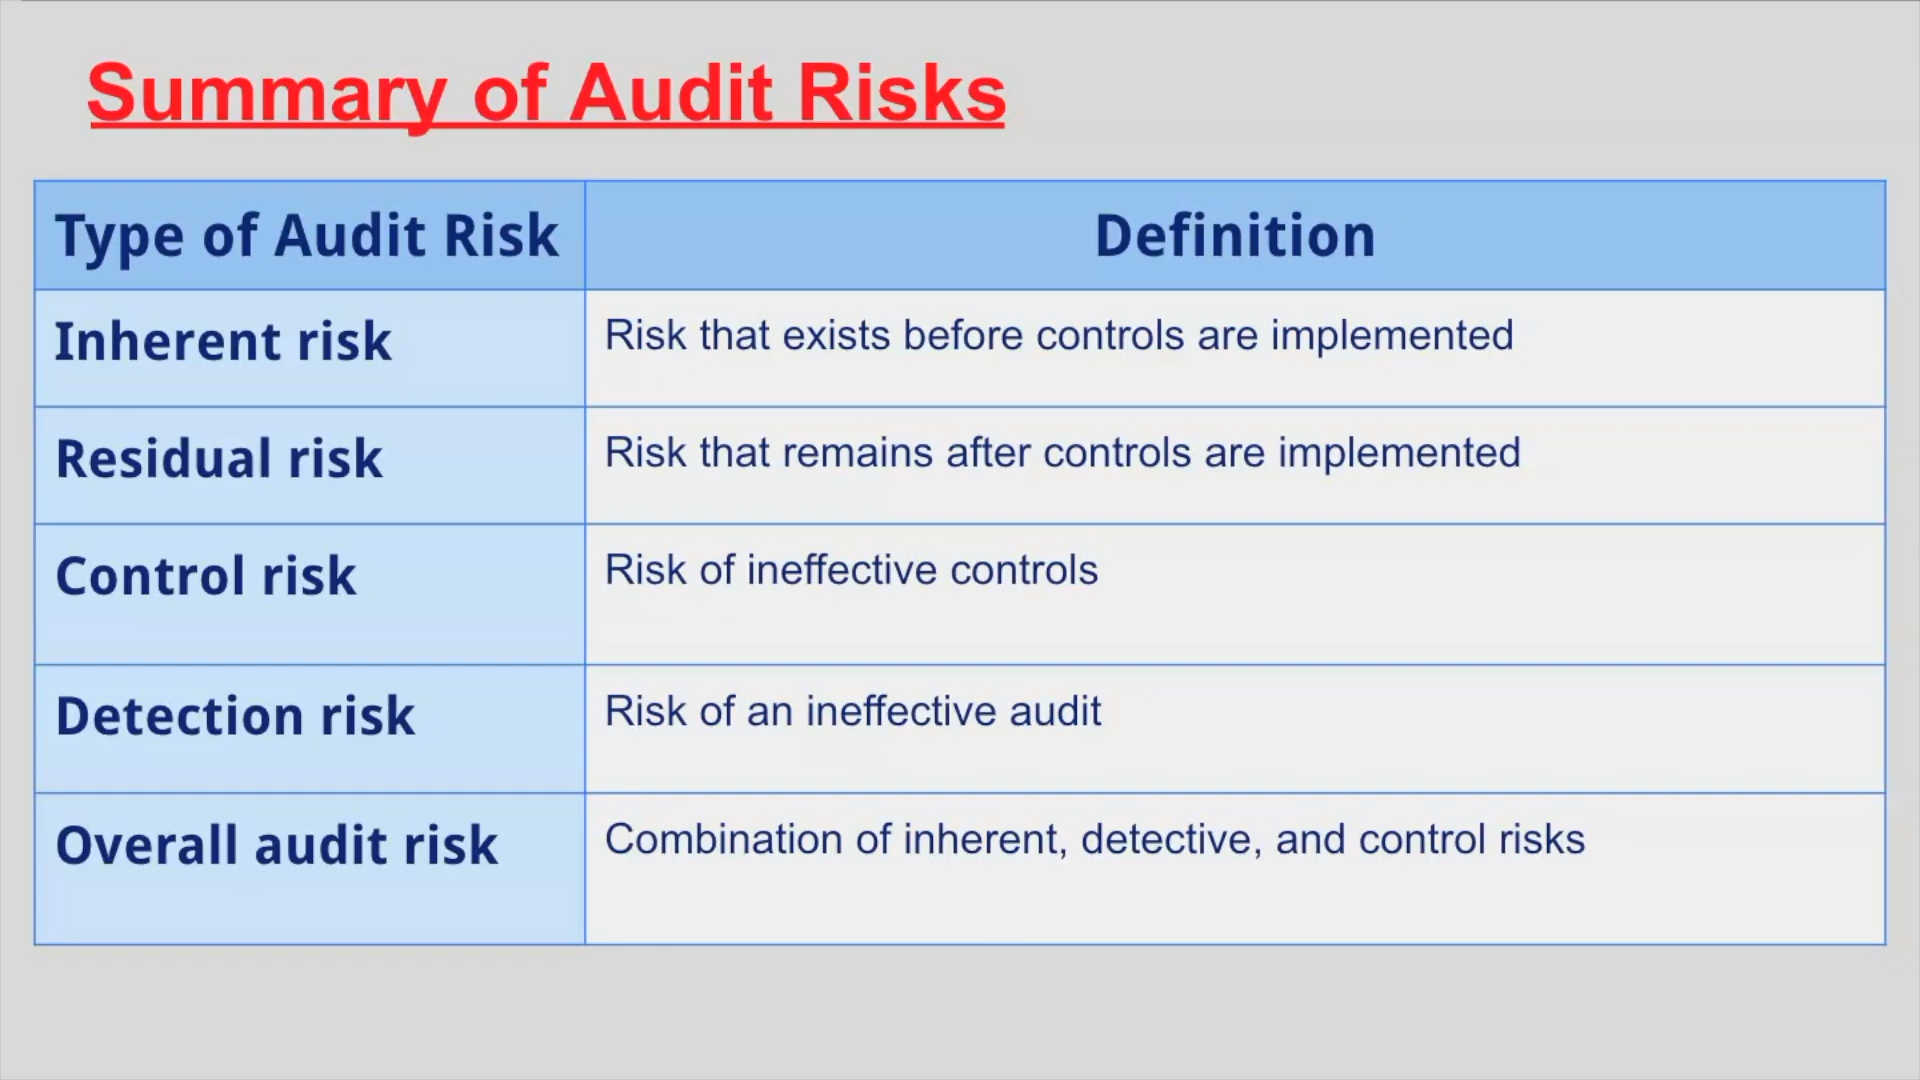 Summary of Audit Risks
Type of Audit Risk
Definition
Inherent risk
Risk that exists before controls are implemented
Residual risk
Risk that remains after controls are implemented
Control risk
Risk of ineffective controls
Detection risk
Risk of an ineffective audit
Overall audit risk
Combination of inherent, detective, and control risks